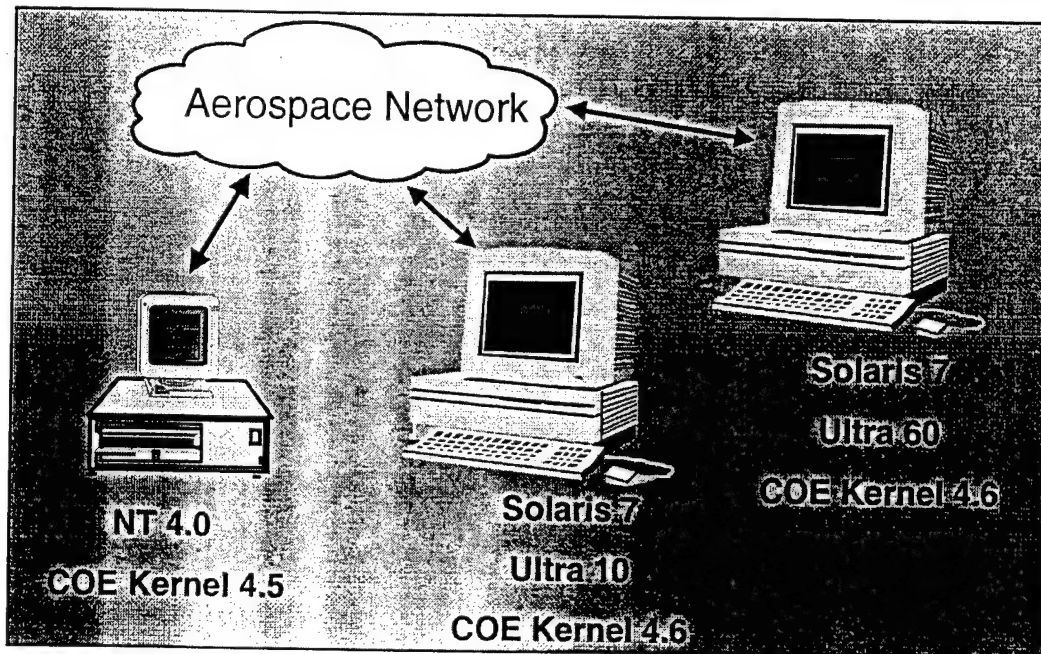 Aerospace Network
NT 4.0
COE Kernel 4.5
Solaris 7
Ultra 10
COE Kernel 4.6
Solaris 7
Ultra 60
COE Kernel 4.6